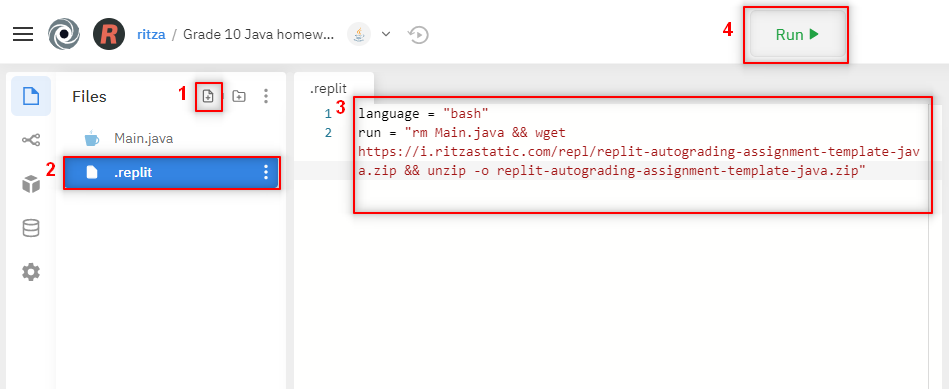 R ritza / Grade 10 Java homew...
4
Run
Files
1
Main.java
2
.replit
.replit
3
1 language = "bash"
2 run = "rm Main.java && wget
https://i.ritzastatic.com/repl/replit-autograding-assignment-template-jav
a.zip && unzip -o replit-autograding-assignment-template-java.zip"